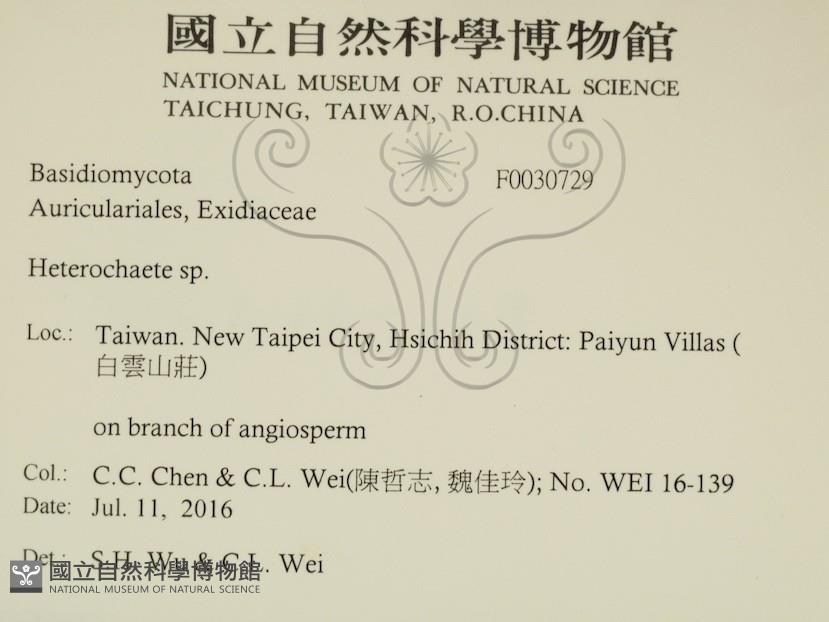 國立自然科學博物館
NATIONAL MUSEUM OF NATURAL SCIENCE
TAICHUNG, TAIWAN, R.O.CHINA
Basidiomycota F0030729
Auriculariales, Exidiaceae
Heterochaete sp.
Loc.: Taiwan. New Taipei City, Hsichih District: Paiyun Villas (
白雲山莊)
on branch of angiosperm
Col.: C.C. Chen & C.L. Wei(陳哲志, 魏佳玲); No. WEI 16-139
Date: Jul. 11, 2016
Det.: S.H. Wu & C.L. Wei
國立自然科學博物館
NATIONAL MUSEUM OF NATURAL SCIENCE